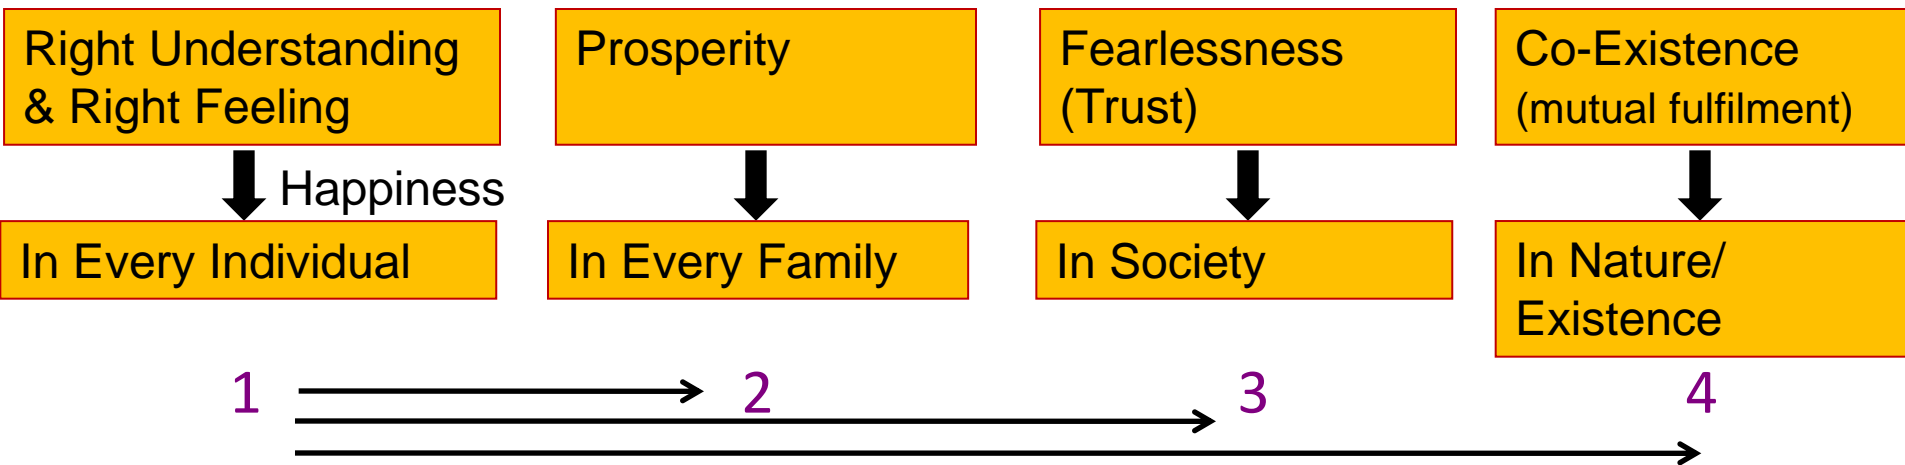 Right Understanding
& Right Feeling
Prosperity
Fearlessness
(Trust)
Co-Existence
(mutual fulfilment)
Happiness
In Every Individual
In Every Family
In Society
In Nature/
Existence
1
2
3
4